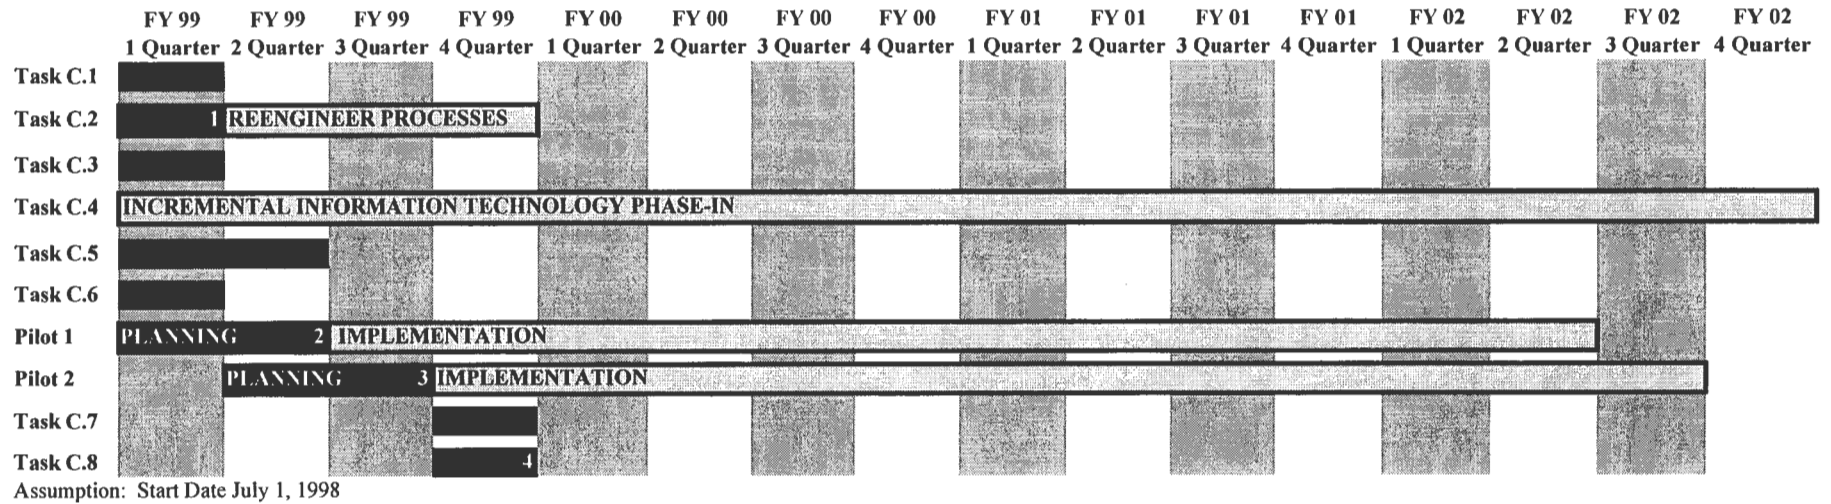 FY 99 FY 99 FY 99 FY 99 FY 00 FY 00 FY 00 FY 00 FY 01 FY 01 FY 01 FY 01 FY 02 FY 02 FY 02 FY 02
1 Quarter 2 Quarter 3 Quarter 4 Quarter 1 Quarter 2 Quarter 3 Quarter 4 Quarter 1 Quarter 2 Quarter 3 Quarter 4 Quarter 1 Quarter 2 Quarter 3 Quarter 4 Quarter
Task C.1
Task C.2 1 REENGINEER PROCESSES
Task C.3
Task C.4 INCREMENTAL INFORMATION TECHNOLOGY PHASE-IN
Task C.5
Task C.6
Pilot 1 PLANNING 2 IMPLEMENTATION
Pilot 2 PLANNING 3 IMPLEMENTATION
Task C.7
Task C.8 4
Assumption: Start Date July 1, 1998